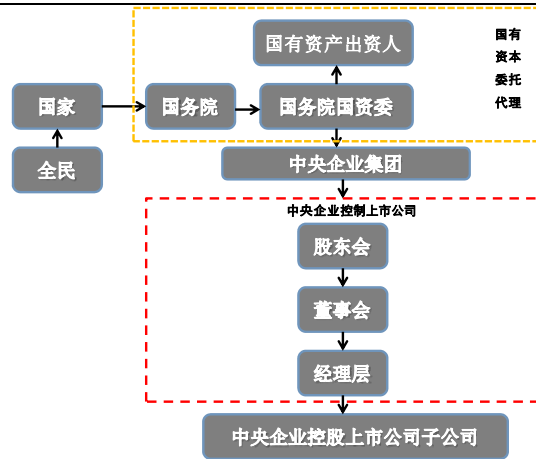 国有资产出资人
国有
资本
委托
代理
国家
国务院
国务院国资委
全民
中央企业集团
中央企业控制上市公司
股东会
董事会
经理层
中央企业控股上市公司子公司